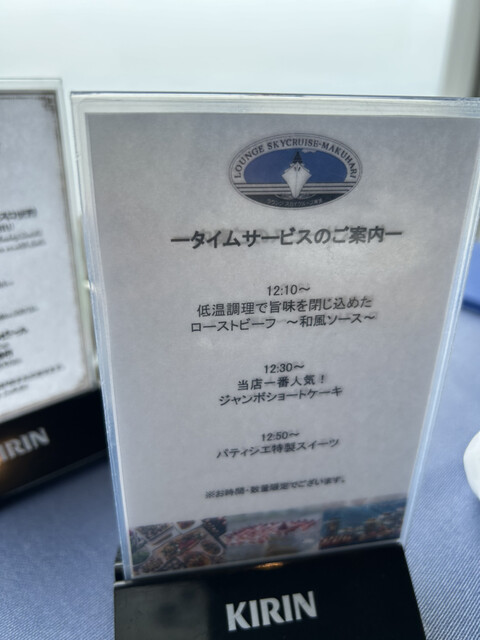 LOUNGE SKYCRUISE・MAKUHARI
ータイムサービスのご案内ー
12:10～
低温調理で旨味を閉じ込めた
ローストビーフ ～和風ソース～
12:30～
当店一番人気！
ジャンボショートケーキ
12:50～
パティシエ特製スイーツ
※お時間・数量限定でございます。
KIRIN
KIRIN